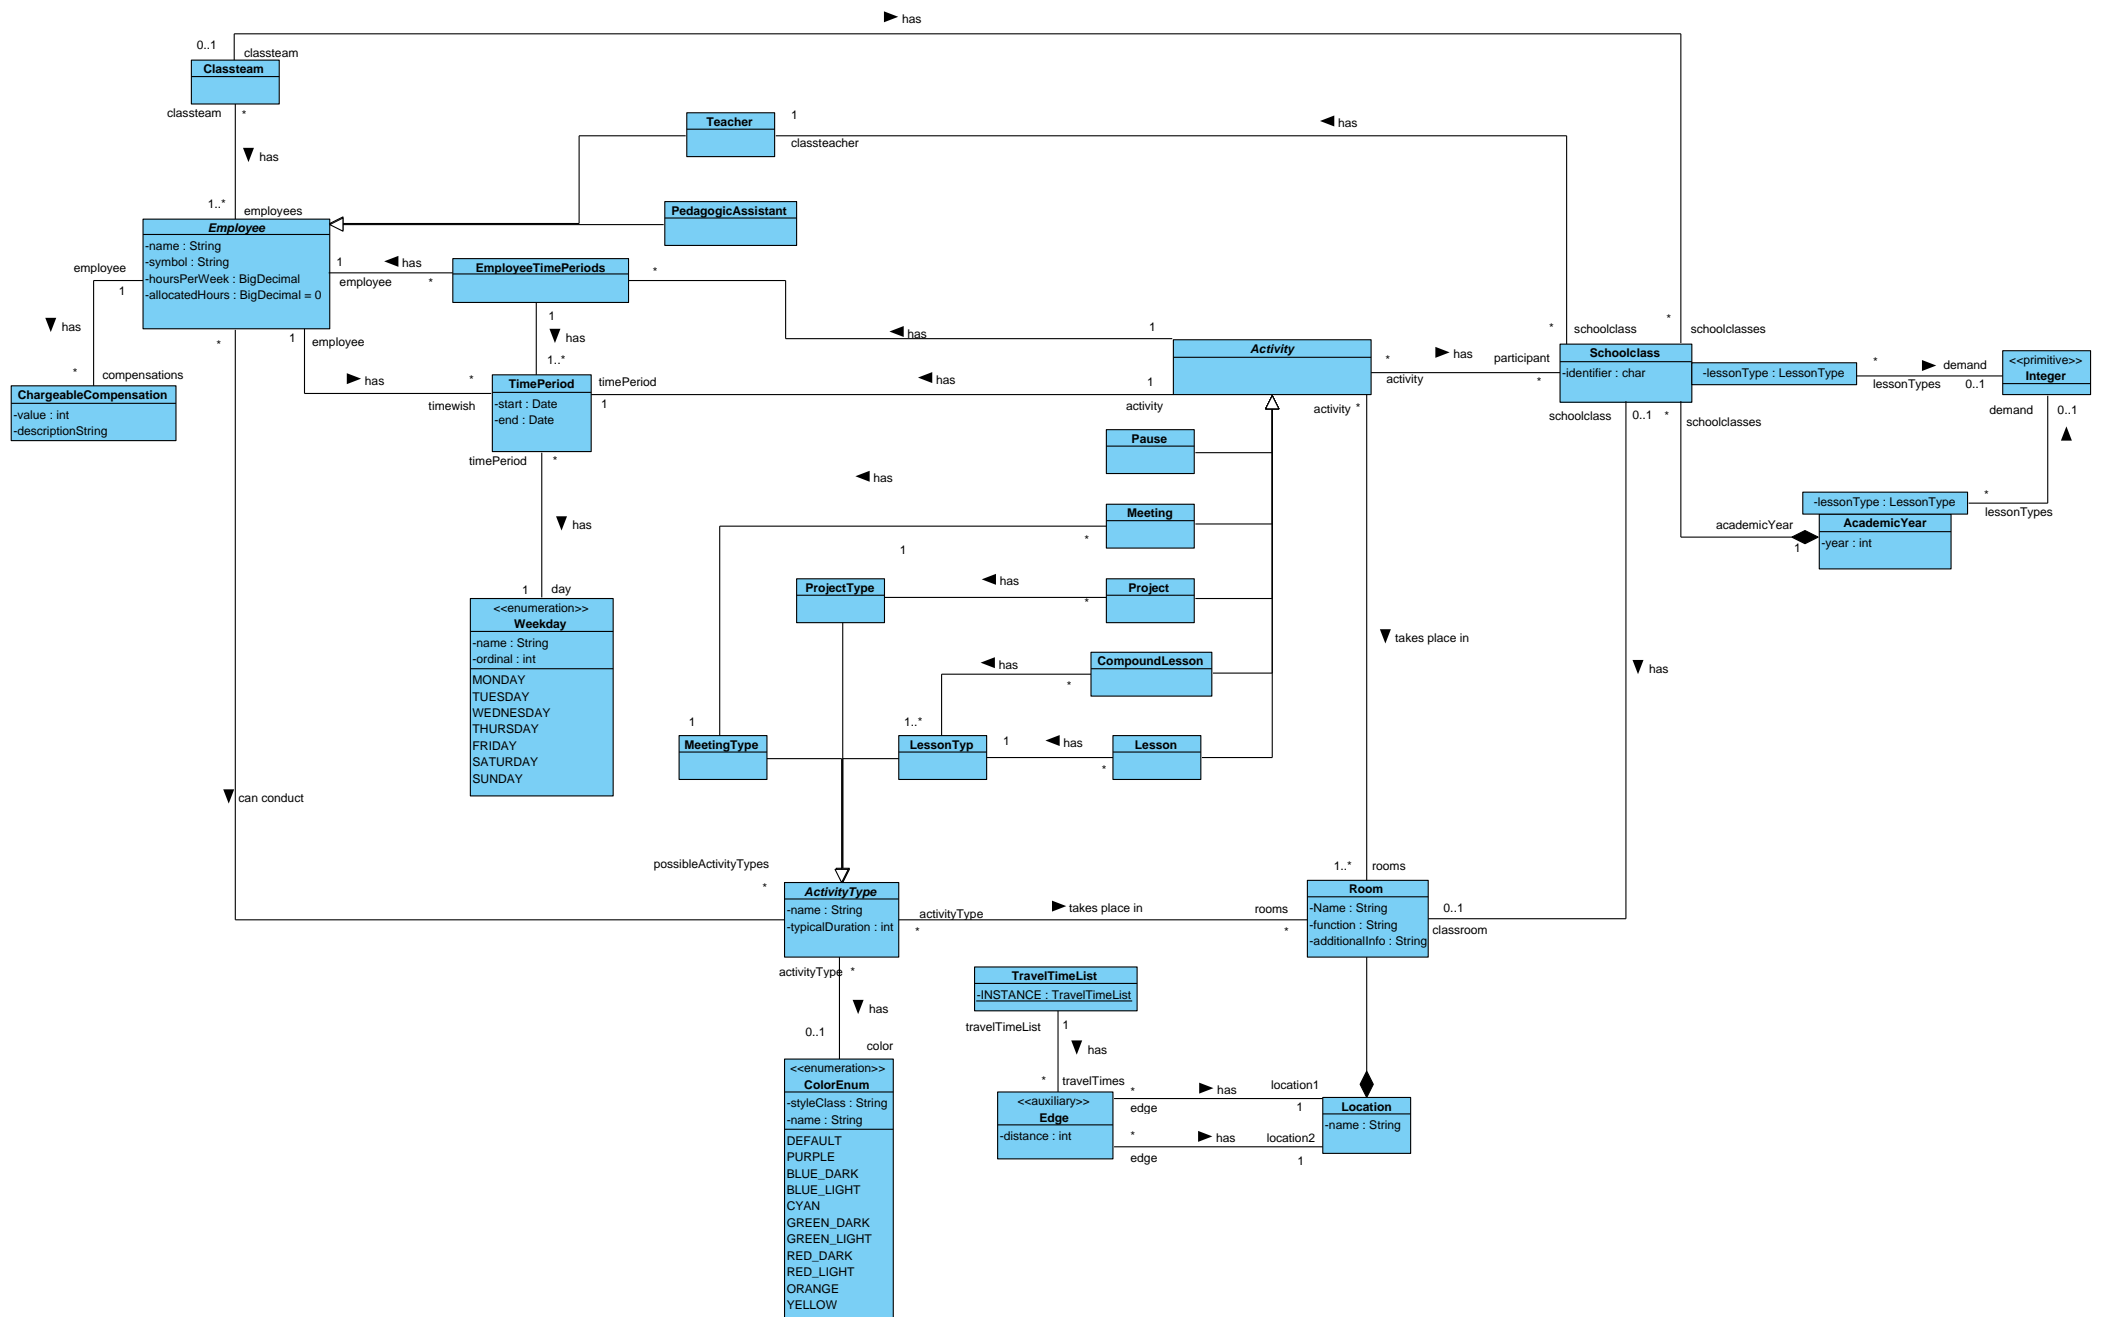 has
0..1
classteam
Classteam
classteam
*
has
1..*
employees
Teacher
1
classteacher
has
PedagogicAssistant
Employee
-name : String
-symbol : String
-hoursPerWeek : BigDecimal
-allocatedHours : BigDecimal = 0
employee
1
has
*
compensations
ChargeableCompensation
-value : int
-descriptionString
1
employee
has
*
EmployeeTimePeriods
*
1
has
1..*
*
1
employee
has
*
timewish
TimePeriod
-start : Date
-end : Date
timePeriod
1
has
has
1
1
activity
Activity
*
activity
has
participant
*
activity
*
*
schoolclass
*
schoolclasses
Schoolclass
-identifier : char
-lessonType : LessonType
*
lessonTypes
demand
0..1
<<primitive>>
Integer
demand
0..1
schoolclass
0..1
*
schoolclasses
timePeriod
*
has
1
day
<<enumeration>>
Weekday
-name : String
-ordinal : int
MONDAY
TUESDAY
WEDNESDAY
THURSDAY
FRIDAY
SATURDAY
SUNDAY
Pause
has
Meeting
*
1
ProjectType
has
Project
*
has
CompoundLesson
*
1
MeetingType
1..*
LessonTyp
1
has
Lesson
*
-lessonType : LessonType
*
lessonTypes
academicYear
1
AcademicYear
-year : int
takes place in
has
can conduct
possibleActivityTypes
*
ActivityType
-name : String
-typicalDuration : int
activityType
*
takes place in
rooms
*
1..*
rooms
Room
-Name : String
-function : String
-additionalInfo : String
0..1
classroom
activityType
*
has
0..1
color
<<enumeration>>
ColorEnum
-styleClass : String
-name : String
DEFAULT
PURPLE
BLUE_DARK
BLUE_LIGHT
CYAN
GREEN_DARK
GREEN_LIGHT
RED_DARK
RED_LIGHT
ORANGE
YELLOW
TravelTimeList
-INSTANCE : TravelTimeList
travelTimeList
1
has
*
travelTimes
<<auxiliary>>
Edge
-distance : int
*
edge
has
location1
1
*
edge
has
location2
1
Location
-name : String